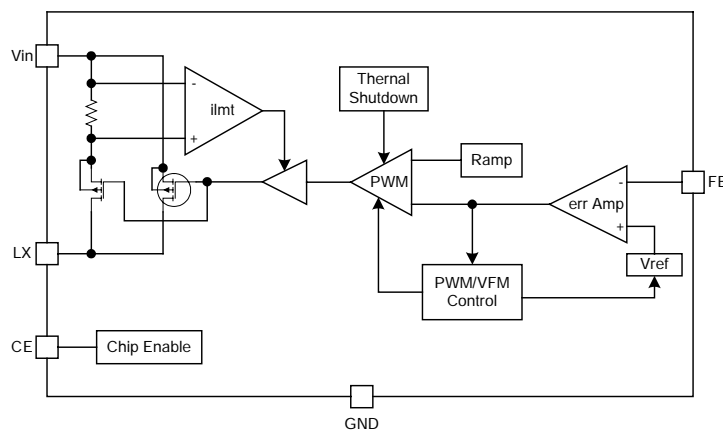 Vin
-
ilmt
+
Thernal
Shutdown
PWM
Ramp
-
err Amp
+
FB
LX
PWM/VFM
Control
Vref
CE
Chip Enable
GND